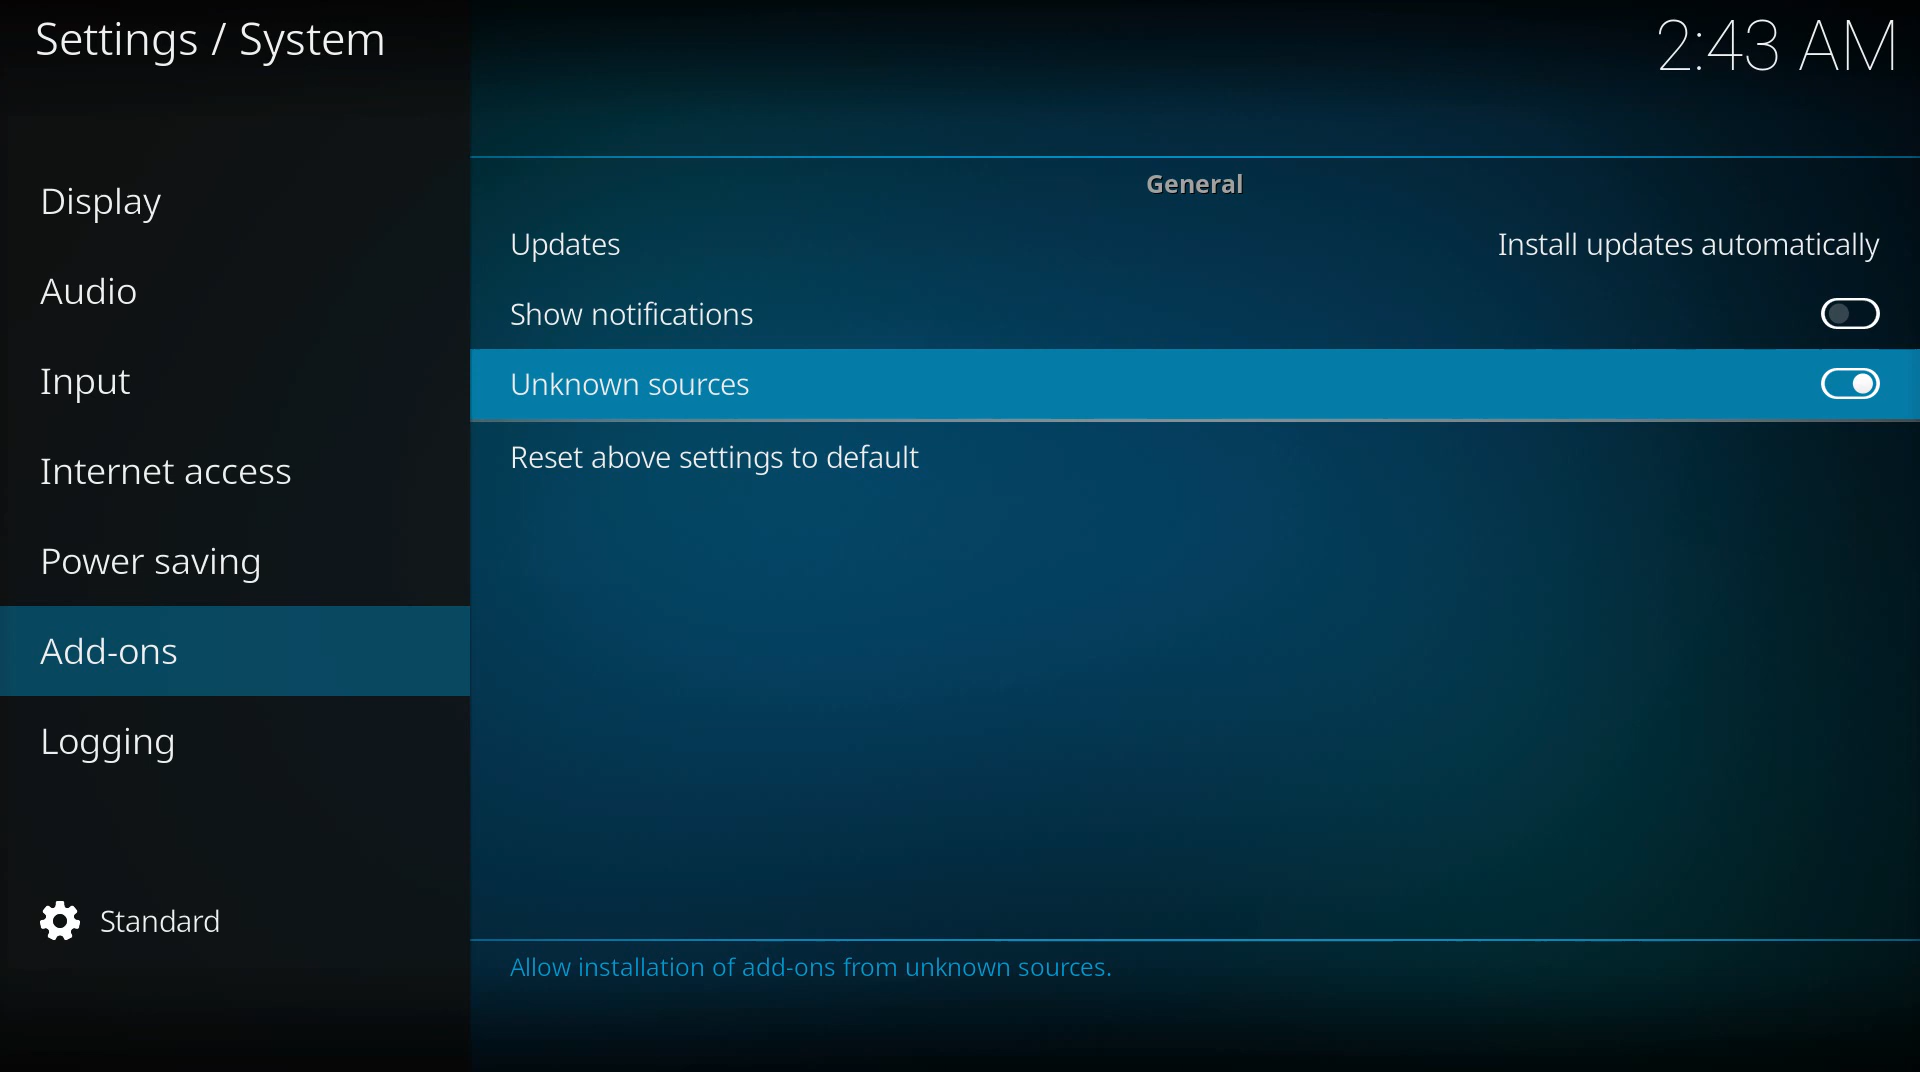 Settings / System
2:43 AM
Display
Audio
Input
Internet access
Power saving
Add-ons
Logging
Standard
General
Updates
Install updates automatically
Show notifications
Unknown sources
Reset above settings to default
Allow installation of add-ons from unknown sources.